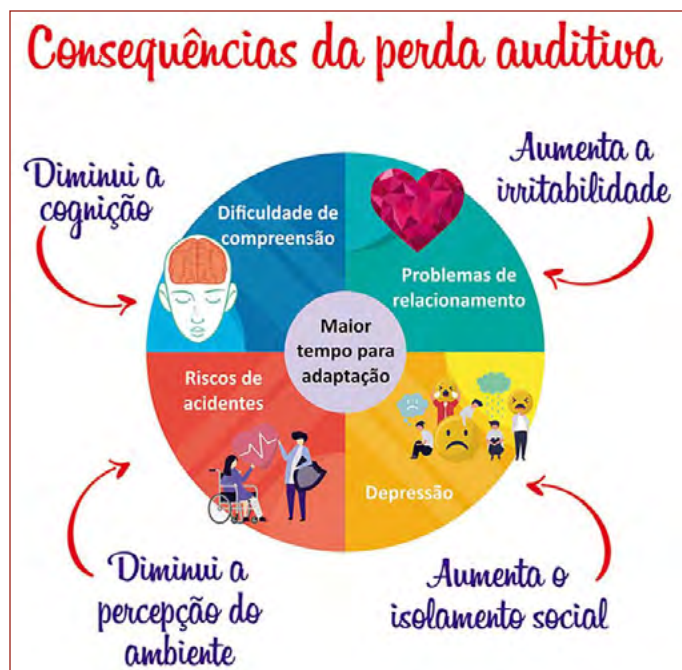 Consequências da perda auditiva
Diminui a
cognição
Aumenta a
irritabilidade
Dificuldade de
compreensão
Problemas de
relacionamento
Maior
tempo para
adaptação
Riscos de
acidentes
Depressão
Diminui a
percepção do
ambiente
Aumenta o
isolamento social